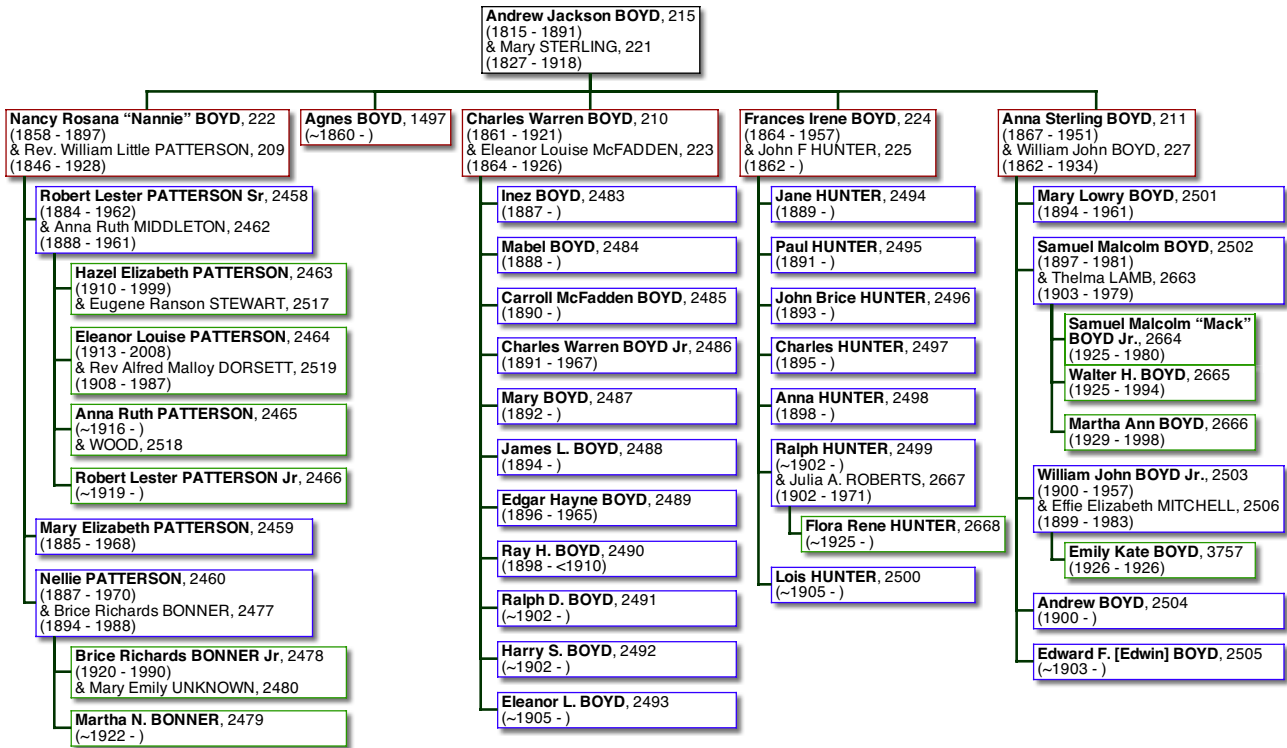 Andrew Jackson BOYD, 215
(1815 - 1891)
& Mary STERLING, 221
(1827 - 1918)
Nancy Rosana “Nannie” BOYD, 222
(1858 - 1897)
& Rev. William Little PATTERSON, 209
(1846 - 1928)
Robert Lester PATTERSON Sr, 2458
(1884 - 1962)
& Anna Ruth MIDDLETON, 2462
(1888 - 1961)
Hazel Elizabeth PATTERSON, 2463
(1910 - 1999)
& Eugene Ranson STEWART, 2517
Eleanor Louise PATTERSON, 2464
(1913 - 2008)
& Rev Alfred Malloy DORSETT, 2519
(1908 - 1987)
Anna Ruth PATTERSON, 2465
(~1916 - )
& WOOD, 2518
Robert Lester PATTERSON Jr, 2466
(~1919 - )
Mary Elizabeth PATTERSON, 2459
(1885 - 1968)
Nellie PATTERSON, 2460
(1887 - 1970)
& Brice Richards BONNER, 2477
(1894 - 1988)
Brice Richards BONNER Jr, 2478
(1920 - 1990)
& Mary Emily UNKNOWN, 2480
Martha N. BONNER, 2479
(~1922 - )
Agnes BOYD, 1497
(~1860 - )
Charles Warren BOYD, 210
(1861 - 1921)
& Eleanor Louise McFADDEN, 223
(1864 - 1926)
Inez BOYD, 2483
(1887 - )
Mabel BOYD, 2484
(1888 - )
Carroll McFadden BOYD, 2485
(1890 - )
Charles Warren BOYD Jr, 2486
(1891 - 1967)
Mary BOYD, 2487
(1892 - )
James L. BOYD, 2488
(1894 - )
Edgar Hayne BOYD, 2489
(1896 - 1965)
Ray H. BOYD, 2490
(1898 - <1910)
Ralph D. BOYD, 2491
(~1902 - )
Harry S. BOYD, 2492
(~1902 - )
Eleanor L. BOYD, 2493
(~1905 - )
Frances Irene BOYD, 224
(1864 - 1957)
& John F HUNTER, 225
(1862 - )
Jane HUNTER, 2494
(1889 - )
Paul HUNTER, 2495
(1891 - )
John Brice HUNTER, 2496
(1893 - )
Charles HUNTER, 2497
(1895 - )
Anna HUNTER, 2498
(1898 - )
Ralph HUNTER, 2499
(~1902 - )
& Julia A. ROBERTS, 2667
(1902 - 1971)
Flora Rene HUNTER, 2668
(~1925 - )
Lois HUNTER, 2500
(~1905 - )
Anna Sterling BOYD, 211
(1867 - 1951)
& William John BOYD, 227
(1862 - 1934)
Mary Lowry BOYD, 2501
(1894 - 1961)
Samuel Malcolm BOYD, 2502
(1897 - 1981)
& Thelma LAMB, 2663
(1903 - 1979)
Samuel Malcolm “Mack”
BOYD Jr., 2664
(1925 - 1980)
Walter H. BOYD, 2665
(1925 - 1994)
Martha Ann BOYD, 2666
(1929 - 1998)
William John BOYD Jr., 2503
(1900 - 1957)
& Effie Elizabeth MITCHELL, 2506
(1899 - 1983)
Emily Kate BOYD, 3757
(1926 - 1926)
Andrew BOYD, 2504
(1900 - )
Edward F. [Edwin] BOYD, 2505
(~1903 - )